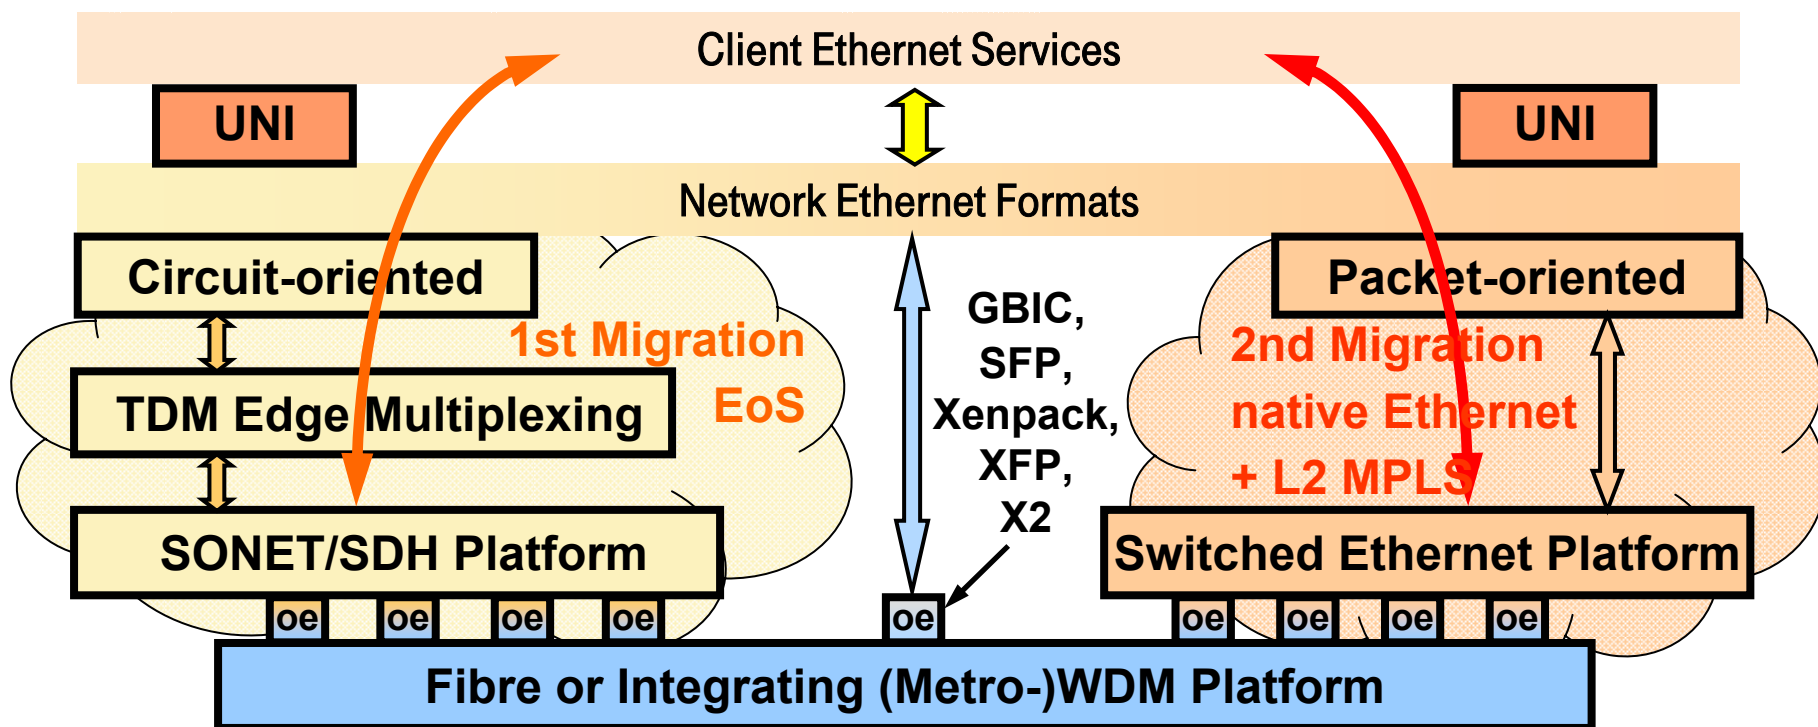 Client Ethernet Services
UNI
UNI
Network Ethernet Formats
Circuit-oriented
Packet-oriented
1st Migration
EoS
GBIC,
SFP,
Xenpack,
XFP,
X2
2nd Migration
native Ethernet
+ L2 MPLS
TDM Edge Multiplexing
SONET/SDH Platform
Switched Ethernet Platform
oe
oe
oe
oe
oe
oe
oe
oe
oe
Fibre or Integrating (Metro-)WDM Platform